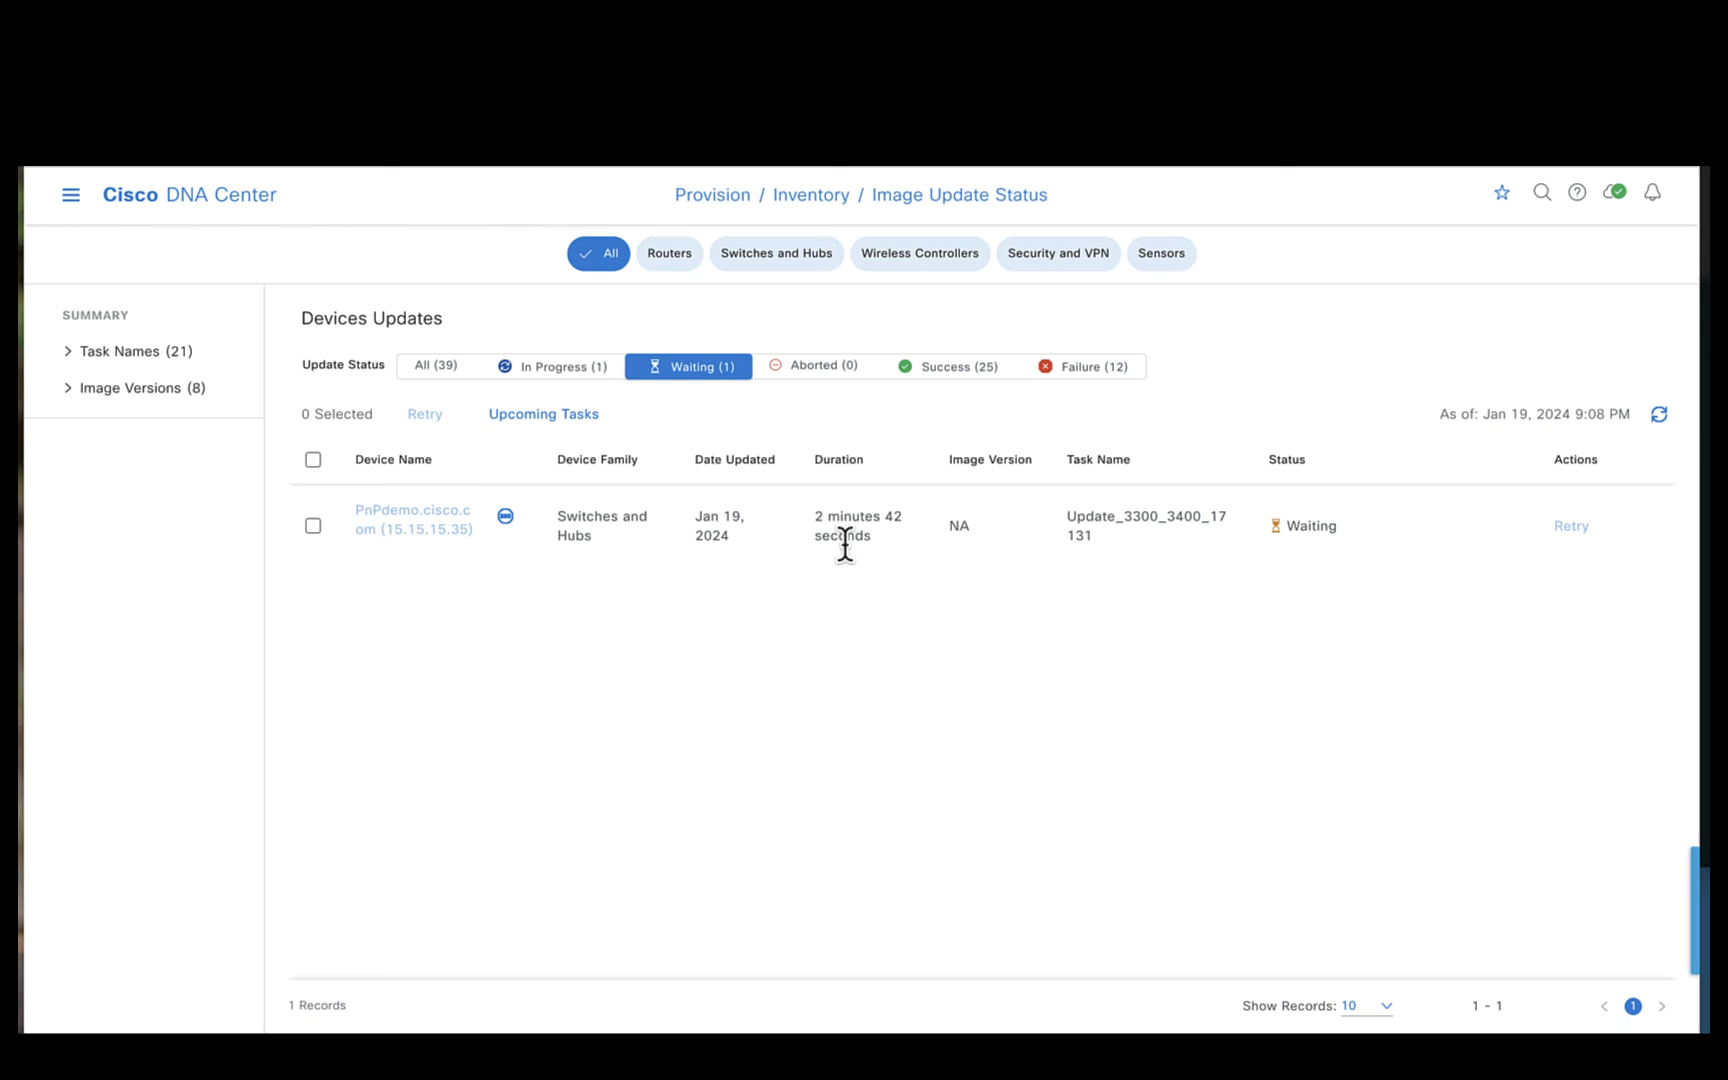 Cisco DNA Center
Provision / Inventory / Image Update Status
All Routers Switches and Hubs Wireless Controllers Security and VPN Sensors
SUMMARY
Task Names (21)
Image Versions (8)
Devices Updates
Update Status All (39) In Progress (1) Waiting (1) Aborted (0) Success (25) Failure (12)
0 Selected Retry Upcoming Tasks As of: Jan 19, 2024 9:08 PM
Device Name Device Family Date Updated Duration Image Version Task Name Status Actions
PnPdemo.cisco.c
om (15.15.15.35)
Switches and
Hubs
Jan 19,
2024
2 minutes 42
seconds
NA
Update_3300_3400_17
131
Waiting
Retry
1 Records Show Records: 10 1 - 1 1